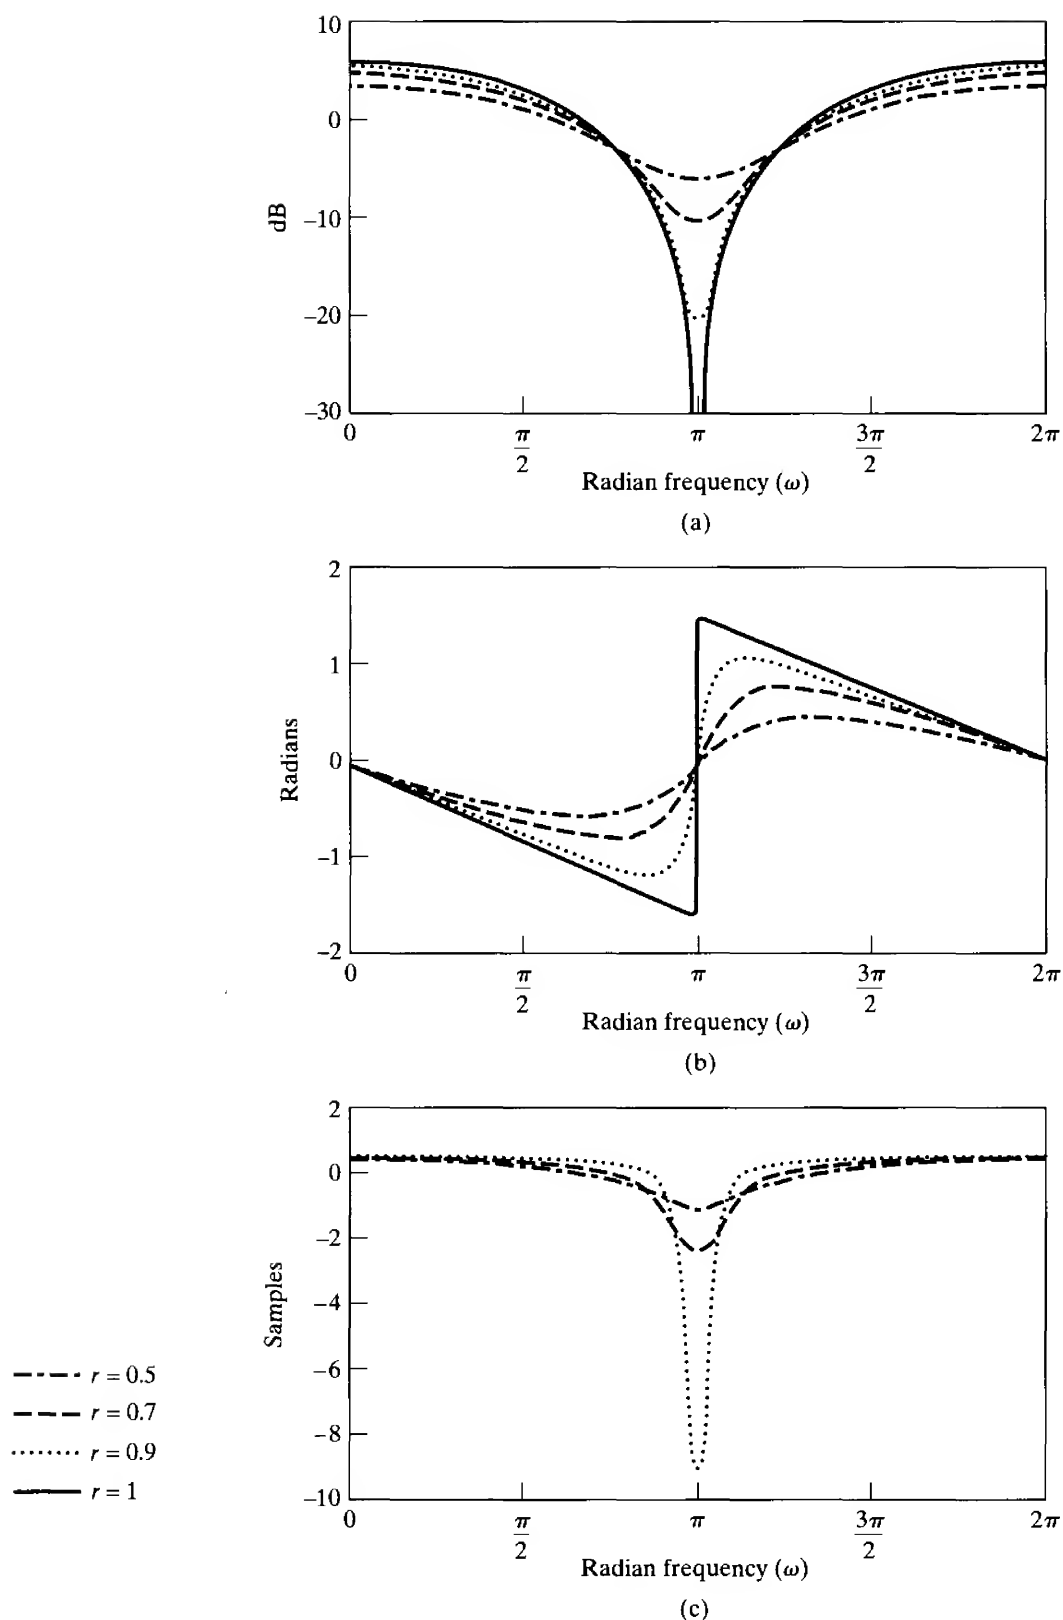 10
0
−10
−20
−30
dB
0
π/2
π
3π/2
2π
Radian frequency (ω)
(a)
2
1
0
−1
−2
Radians
0
π/2
π
3π/2
2π
Radian frequency (ω)
(b)
2
0
−2
−4
−6
−8
−10
Samples
0
π/2
π
3π/2
2π
Radian frequency (ω)
(c)
r = 0.5
r = 0.7
r = 0.9
r = 1